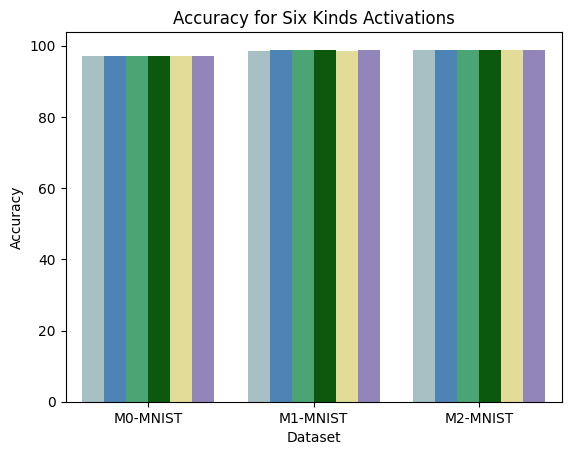 Accuracy for Six Kinds Activations
100
80
60
40
20
0
Accuracy
M0-MNIST M1-MNIST M2-MNIST
Dataset